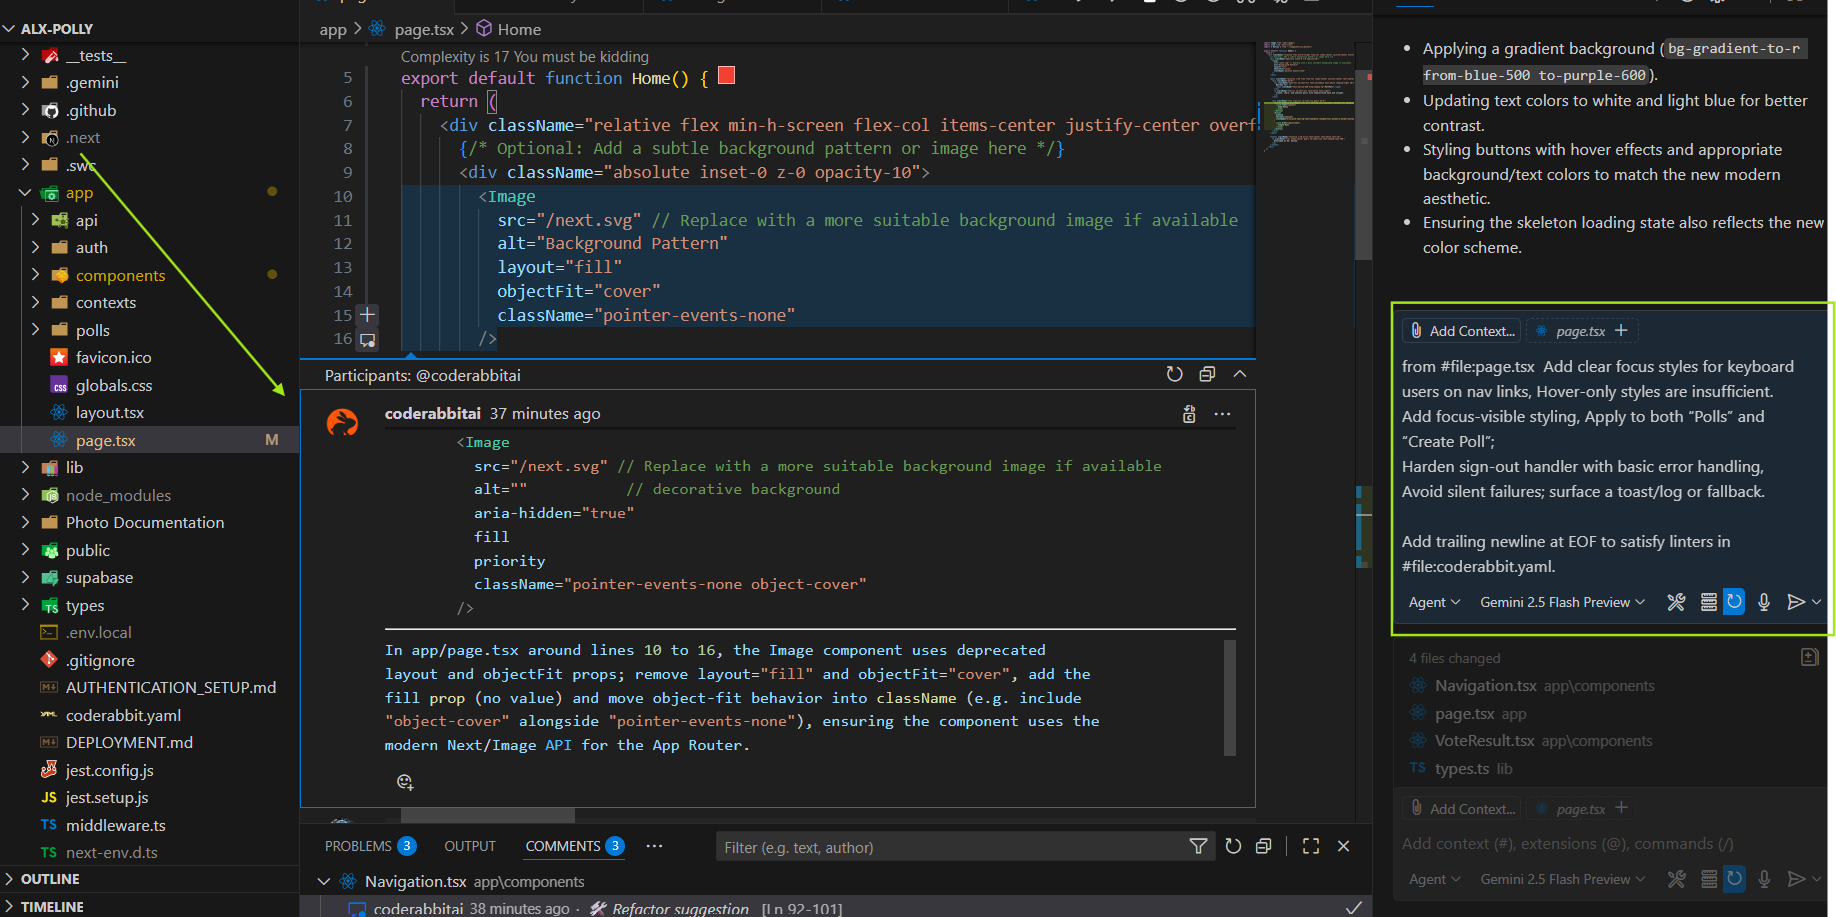 ALX-POLLY
__tests__
.gemini
.github
.next
.swc
app
api
auth
components
contexts
polls
favicon.ico
globals.css
layout.tsx
page.tsx M
lib
node_modules
Photo Documentation
public
supabase
types
.env.local
.gitignore
AUTHENTICATION_SETUP.md
coderabbit.yaml
DEPLOYMENT.md
jest.config.js
jest.setup.js
middleware.ts
next-env.d.ts
OUTLINE
TIMELINE
app > page.tsx > Home
Complexity is 17 You must be kidding
5 export default function Home() {
6 return (
7 <div className="relative flex min-h-screen flex-col items-center justify-center overf
8 {/* Optional: Add a subtle background pattern or image here */}
9 <div className="absolute inset-0 z-0 opacity-10">
10 <Image
11 src="/next.svg" // Replace with a more suitable background image if available
12 alt="Background Pattern"
13 layout="fill"
14 objectFit="cover"
15 className="pointer-events-none"
16 />
Participants: @coderabbitai
coderabbitai 37 minutes ago
<Image
src="/next.svg" // Replace with a more suitable background image if available
alt="" // decorative background
aria-hidden="true"
fill
priority
className="pointer-events-none object-cover"
/>
In app/page.tsx around lines 10 to 16, the Image component uses deprecated
layout and objectFit props; remove layout="fill" and objectFit="cover", add the
fill prop (no value) and move object-fit behavior into className (e.g. include
"object-cover" alongside "pointer-events-none"), ensuring the component uses the
modern Next/Image API for the App Router.
PROBLEMS 3 OUTPUT COMMENTS 3 ··· Filter (e.g. text, author)
Navigation.tsx app\components
coderabbitai 38 minutes ago · Refactor suggestion [Ln 92-101]
• Applying a gradient background (bg-gradient-to-r
from-blue-500 to-purple-600).
• Updating text colors to white and light blue for better
contrast.
• Styling buttons with hover effects and appropriate
background/text colors to match the new modern
aesthetic.
• Ensuring the skeleton loading state also reflects the new
color scheme.
Add Context... page.tsx +
from #file:page.tsx Add clear focus styles for keyboard
users on nav links, Hover-only styles are insufficient.
Add focus-visible styling, Apply to both “Polls” and
“Create Poll”;
Harden sign-out handler with basic error handling,
Avoid silent failures; surface a toast/log or fallback.
Add trailing newline at EOF to satisfy linters in
#file:coderabbit.yaml.
Agent Gemini 2.5 Flash Preview
4 files changed
Navigation.tsx app\components
page.tsx app
VoteResult.tsx app\components
TS types.ts lib
Add Context... page.tsx +
Add context (#), extensions (@), commands (/)
Agent Gemini 2.5 Flash Preview